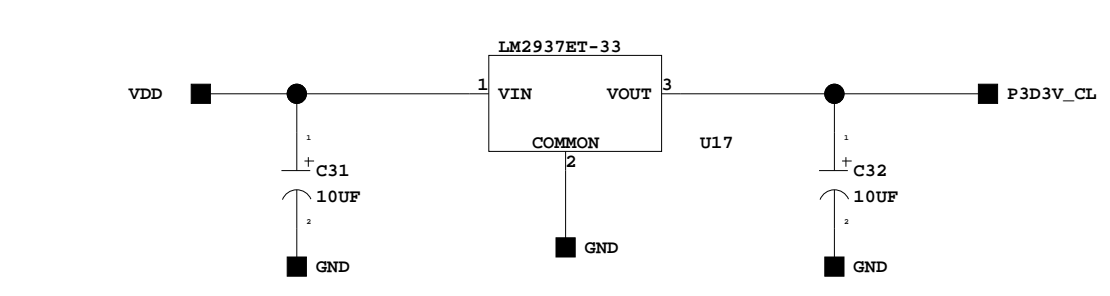 LM2937ET-33
VDD
1
VIN
VOUT
3
P3D3V_CL
COMMON
2
U17
1
+
C31
10UF
2
GND
GND
1
+
C32
10UF
2
GND